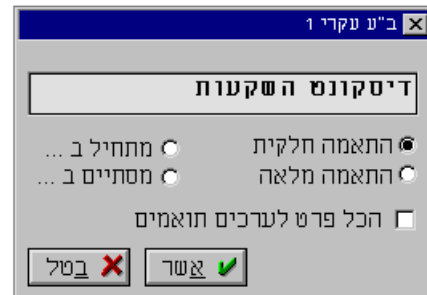 ב"ע עקרי 1
דיסקונט השקעות
התאמה חלקית מתחיל ב ...
התאמה מלאה מסתיים ב ...
הכל פרט לערכים תואמים
אשר בטל